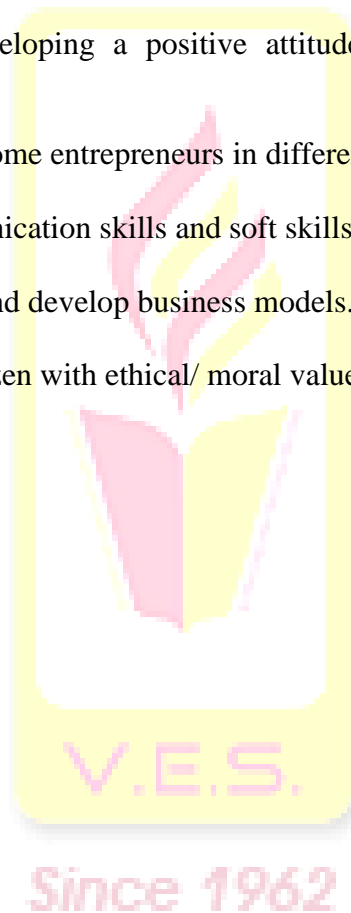 eloping a positive attitude
ome entrepreneurs in differe
nication skills and soft skills
nd develop business models.
zen with ethical/ moral value
V.E.S.
Since 1962